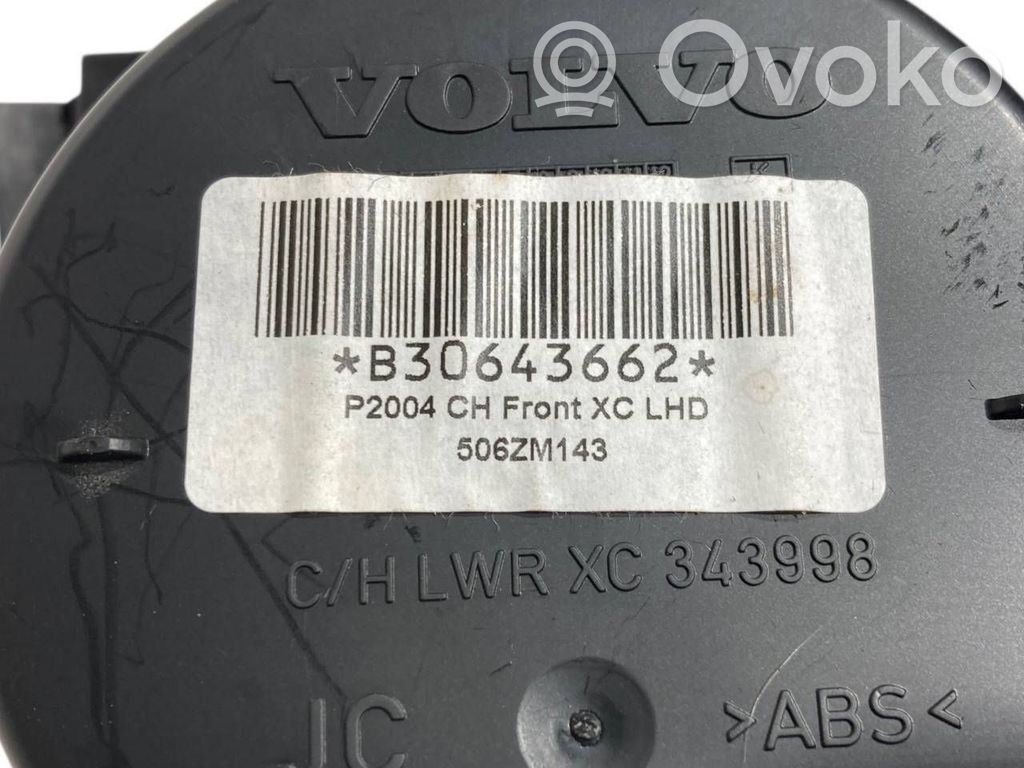 Ovoko
VOLVO
K
*B30643662*
P2004 CH Front XC LHD
506ZM143
C/H LWR XC 343998
JC
>ABS<